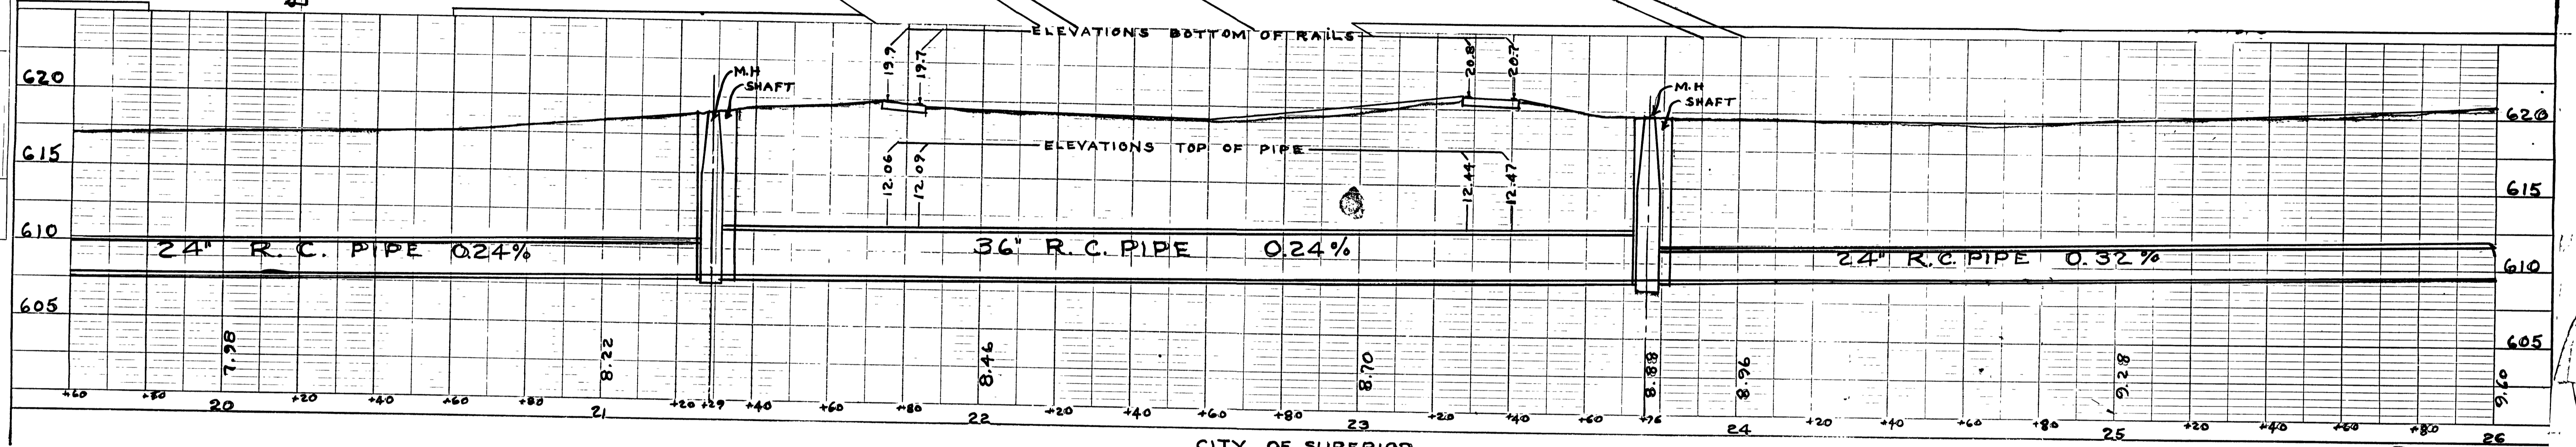 ELEVATIONS BOTTOM OF RAILS
19.9 19.7 20.8 20.7
620
M.H
SHAFT
M.H
SHAFT
620
ELEVATIONS TOP OF PIPE
12.06 12.09 12.44 12.47
615
615
610
24" R. C. PIPE 0.24%
36" R. C. PIPE 0.24%
24" R.C. PIPE 0.32%
610
605
605
7.98 8.22 8.46 8.70 8.88 8.96 9.28 9.60
+60 +80 20 +20 +40 +60 +80 21 +20 +29 +40 +60 +80 22 +20 +40 +60 +80 23 +20 +40 +60 +76 24 +20 +40 +60 +80 25 +20 +40 +60 +80 26
CITY OF SUPERIOR